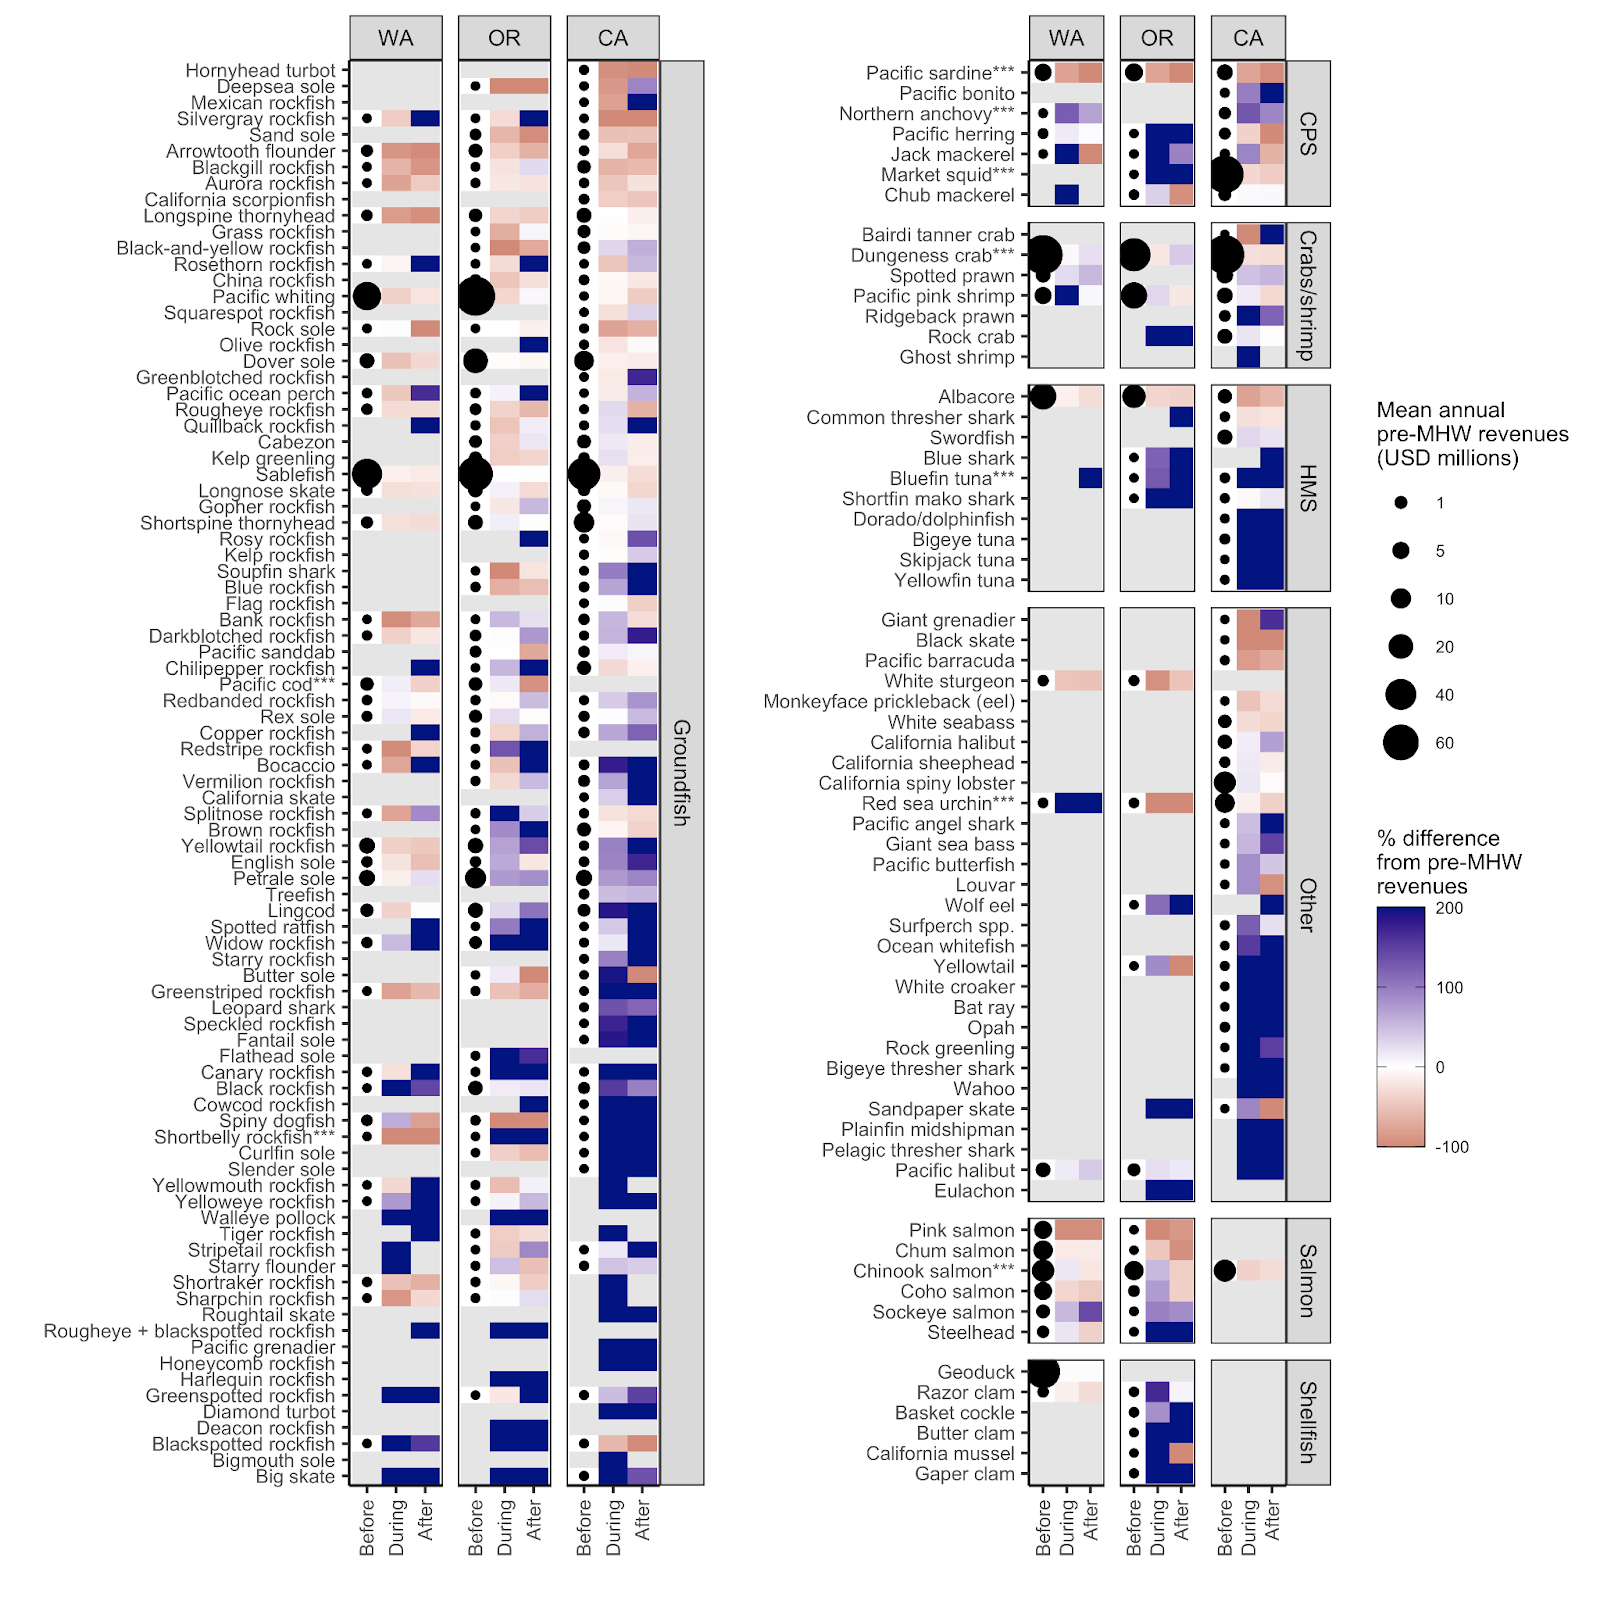 WA
OR
CA
Hornyhead turbot
Deepsea sole
Mexican rockfish
Silvergray rockfish
Sand sole
Arrowtooth flounder
Blackgill rockfish
Aurora rockfish
California scorpionfish
Longspine thornyhead
Grass rockfish
Black-and-yellow rockfish
Rosethorn rockfish
China rockfish
Pacific whiting
Squarespot rockfish
Rock sole
Olive rockfish
Dover sole
Greenblotched rockfish
Pacific ocean perch
Rougheye rockfish
Quillback rockfish
Cabezon
Kelp greenling
Sablefish
Longnose skate
Gopher rockfish
Shortspine thornyhead
Rosy rockfish
Kelp rockfish
Soupfin shark
Blue rockfish
Flag rockfish
Bank rockfish
Darkblotched rockfish
Pacific sanddab
Chilipepper rockfish
Pacific cod***
Redbanded rockfish
Rex sole
Copper rockfish
Redstripe rockfish
Bocaccio
Vermilion rockfish
California skate
Splitnose rockfish
Brown rockfish
Yellowtail rockfish
English sole
Petrale sole
Treefish
Lingcod
Spotted ratfish
Widow rockfish
Starry rockfish
Butter sole
Greenstriped rockfish
Leopard shark
Speckled rockfish
Fantail sole
Flathead sole
Canary rockfish
Black rockfish
Cowcod rockfish
Spiny dogfish
Shortbelly rockfish***
Curlfin sole
Slender sole
Yellowmouth rockfish
Yelloweye rockfish
Walleye pollock
Tiger rockfish
Stripetail rockfish
Starry flounder
Shortraker rockfish
Sharpchin rockfish
Roughtail skate
Rougheye + blackspotted rockfish
Pacific grenadier
Honeycomb rockfish
Harlequin rockfish
Greenspotted rockfish
Diamond turbot
Deacon rockfish
Blackspotted rockfish
Bigmouth sole
Big skate
Groundfish
Before
During
After
Before
During
After
Before
During
After
WA
OR
CA
Pacific sardine***
Pacific bonito
Northern anchovy***
Pacific herring
Jack mackerel
Market squid***
Chub mackerel
CPS
Bairdi tanner crab
Dungeness crab***
Spotted prawn
Pacific pink shrimp
Ridgeback prawn
Rock crab
Ghost shrimp
Crabs/shrimp
Albacore
Common thresher shark
Swordfish
Blue shark
Bluefin tuna***
Shortfin mako shark
Dorado/dolphinfish
Bigeye tuna
Skipjack tuna
Yellowfin tuna
HMS
Giant grenadier
Black skate
Pacific barracuda
White sturgeon
Monkeyface prickleback (eel)
White seabass
California halibut
California sheephead
California spiny lobster
Red sea urchin***
Pacific angel shark
Giant sea bass
Pacific butterfish
Louvar
Wolf eel
Surfperch spp.
Ocean whitefish
Yellowtail
White croaker
Bat ray
Opah
Rock greenling
Bigeye thresher shark
Wahoo
Sandpaper skate
Plainfin midshipman
Pelagic thresher shark
Pacific halibut
Eulachon
Other
Pink salmon
Chum salmon
Chinook salmon***
Coho salmon
Sockeye salmon
Steelhead
Salmon
Geoduck
Razor clam
Basket cockle
Butter clam
California mussel
Gaper clam
Shellfish
Before
During
After
Before
During
After
Before
During
After
Mean annual
pre-MHW revenues
(USD millions)
1
5
10
20
40
60
% difference
from pre-MHW
revenues
200
100
0
-100